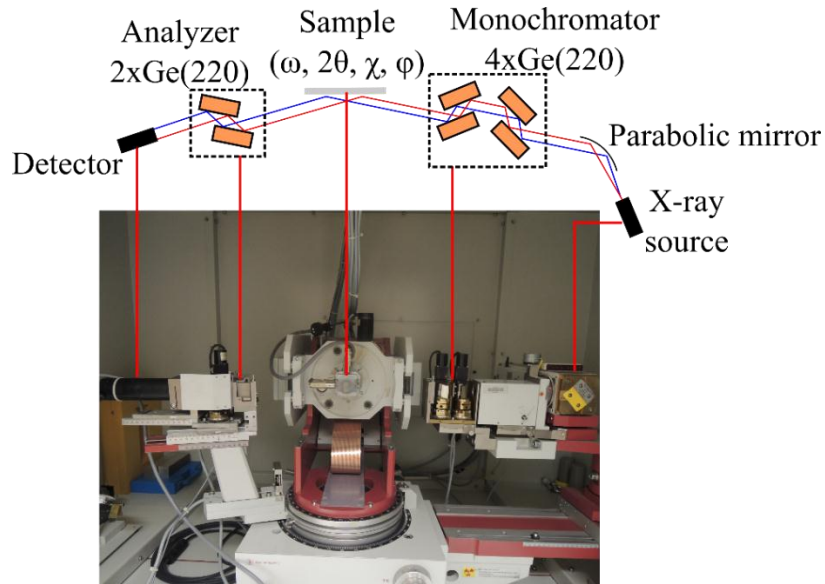 Analyzer
2xGe(220)
Sample
(ω, 2θ, χ, φ)
Monochromator
4xGe(220)
Parabolic mirror
Detector
X-ray
source